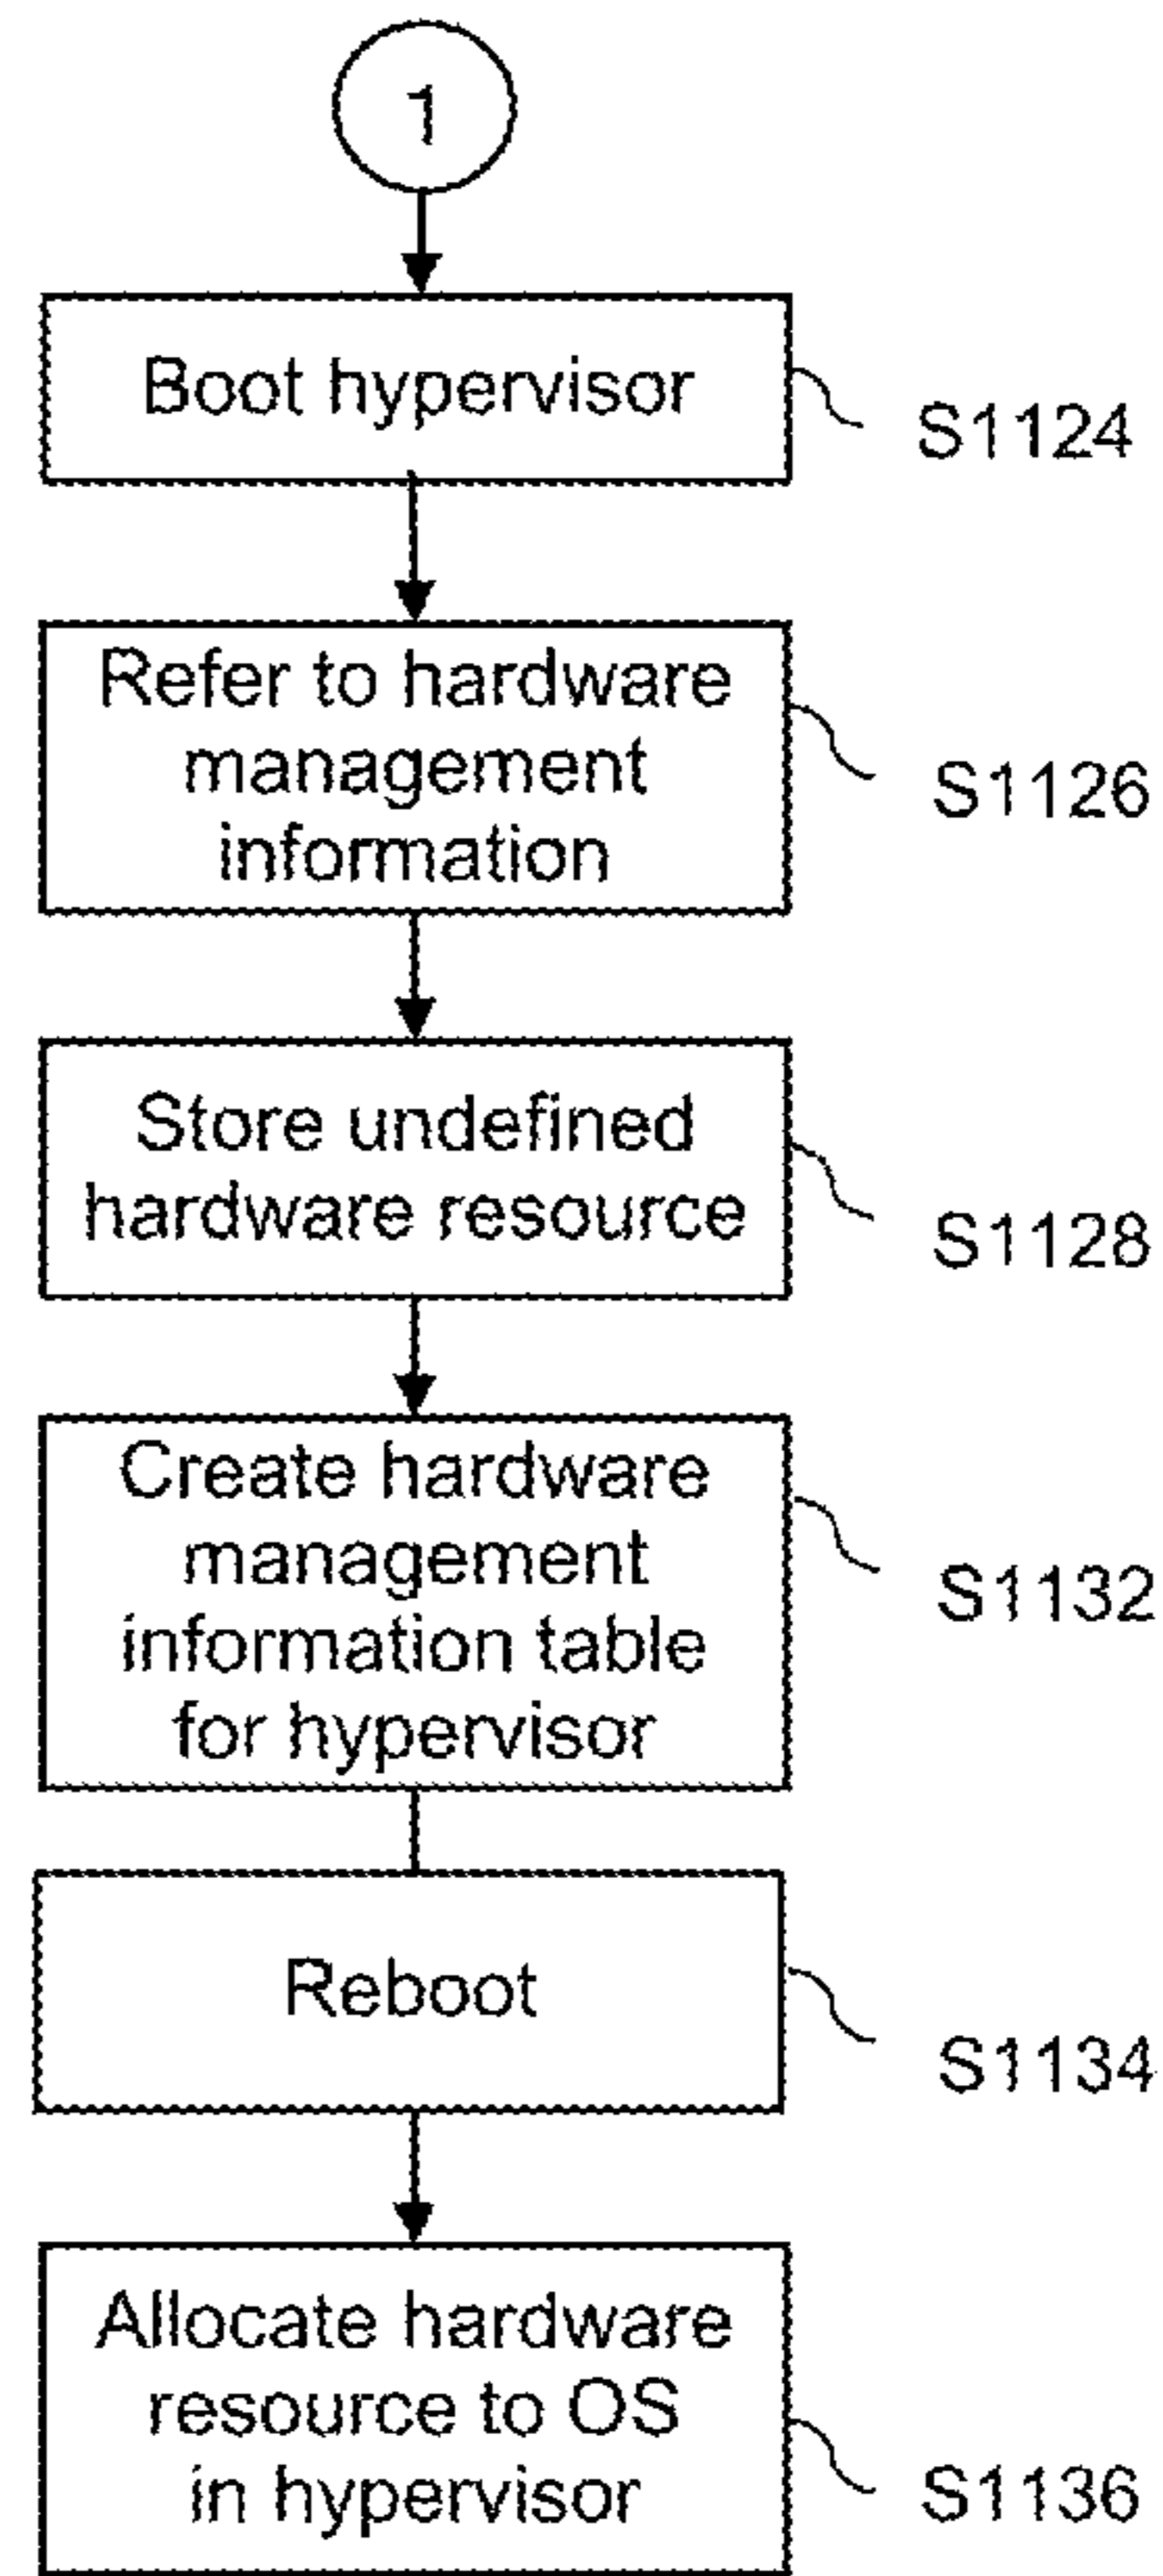 1
Boot hypervisor
S1124
Refer to hardware
management
information
S1126
Store undefined
hardware resource
S1128
Create hardware
management
information table
for hypervisor
S1132
Reboot
S1134
Allocate hardware
resource to OS
in hypervisor
S1136